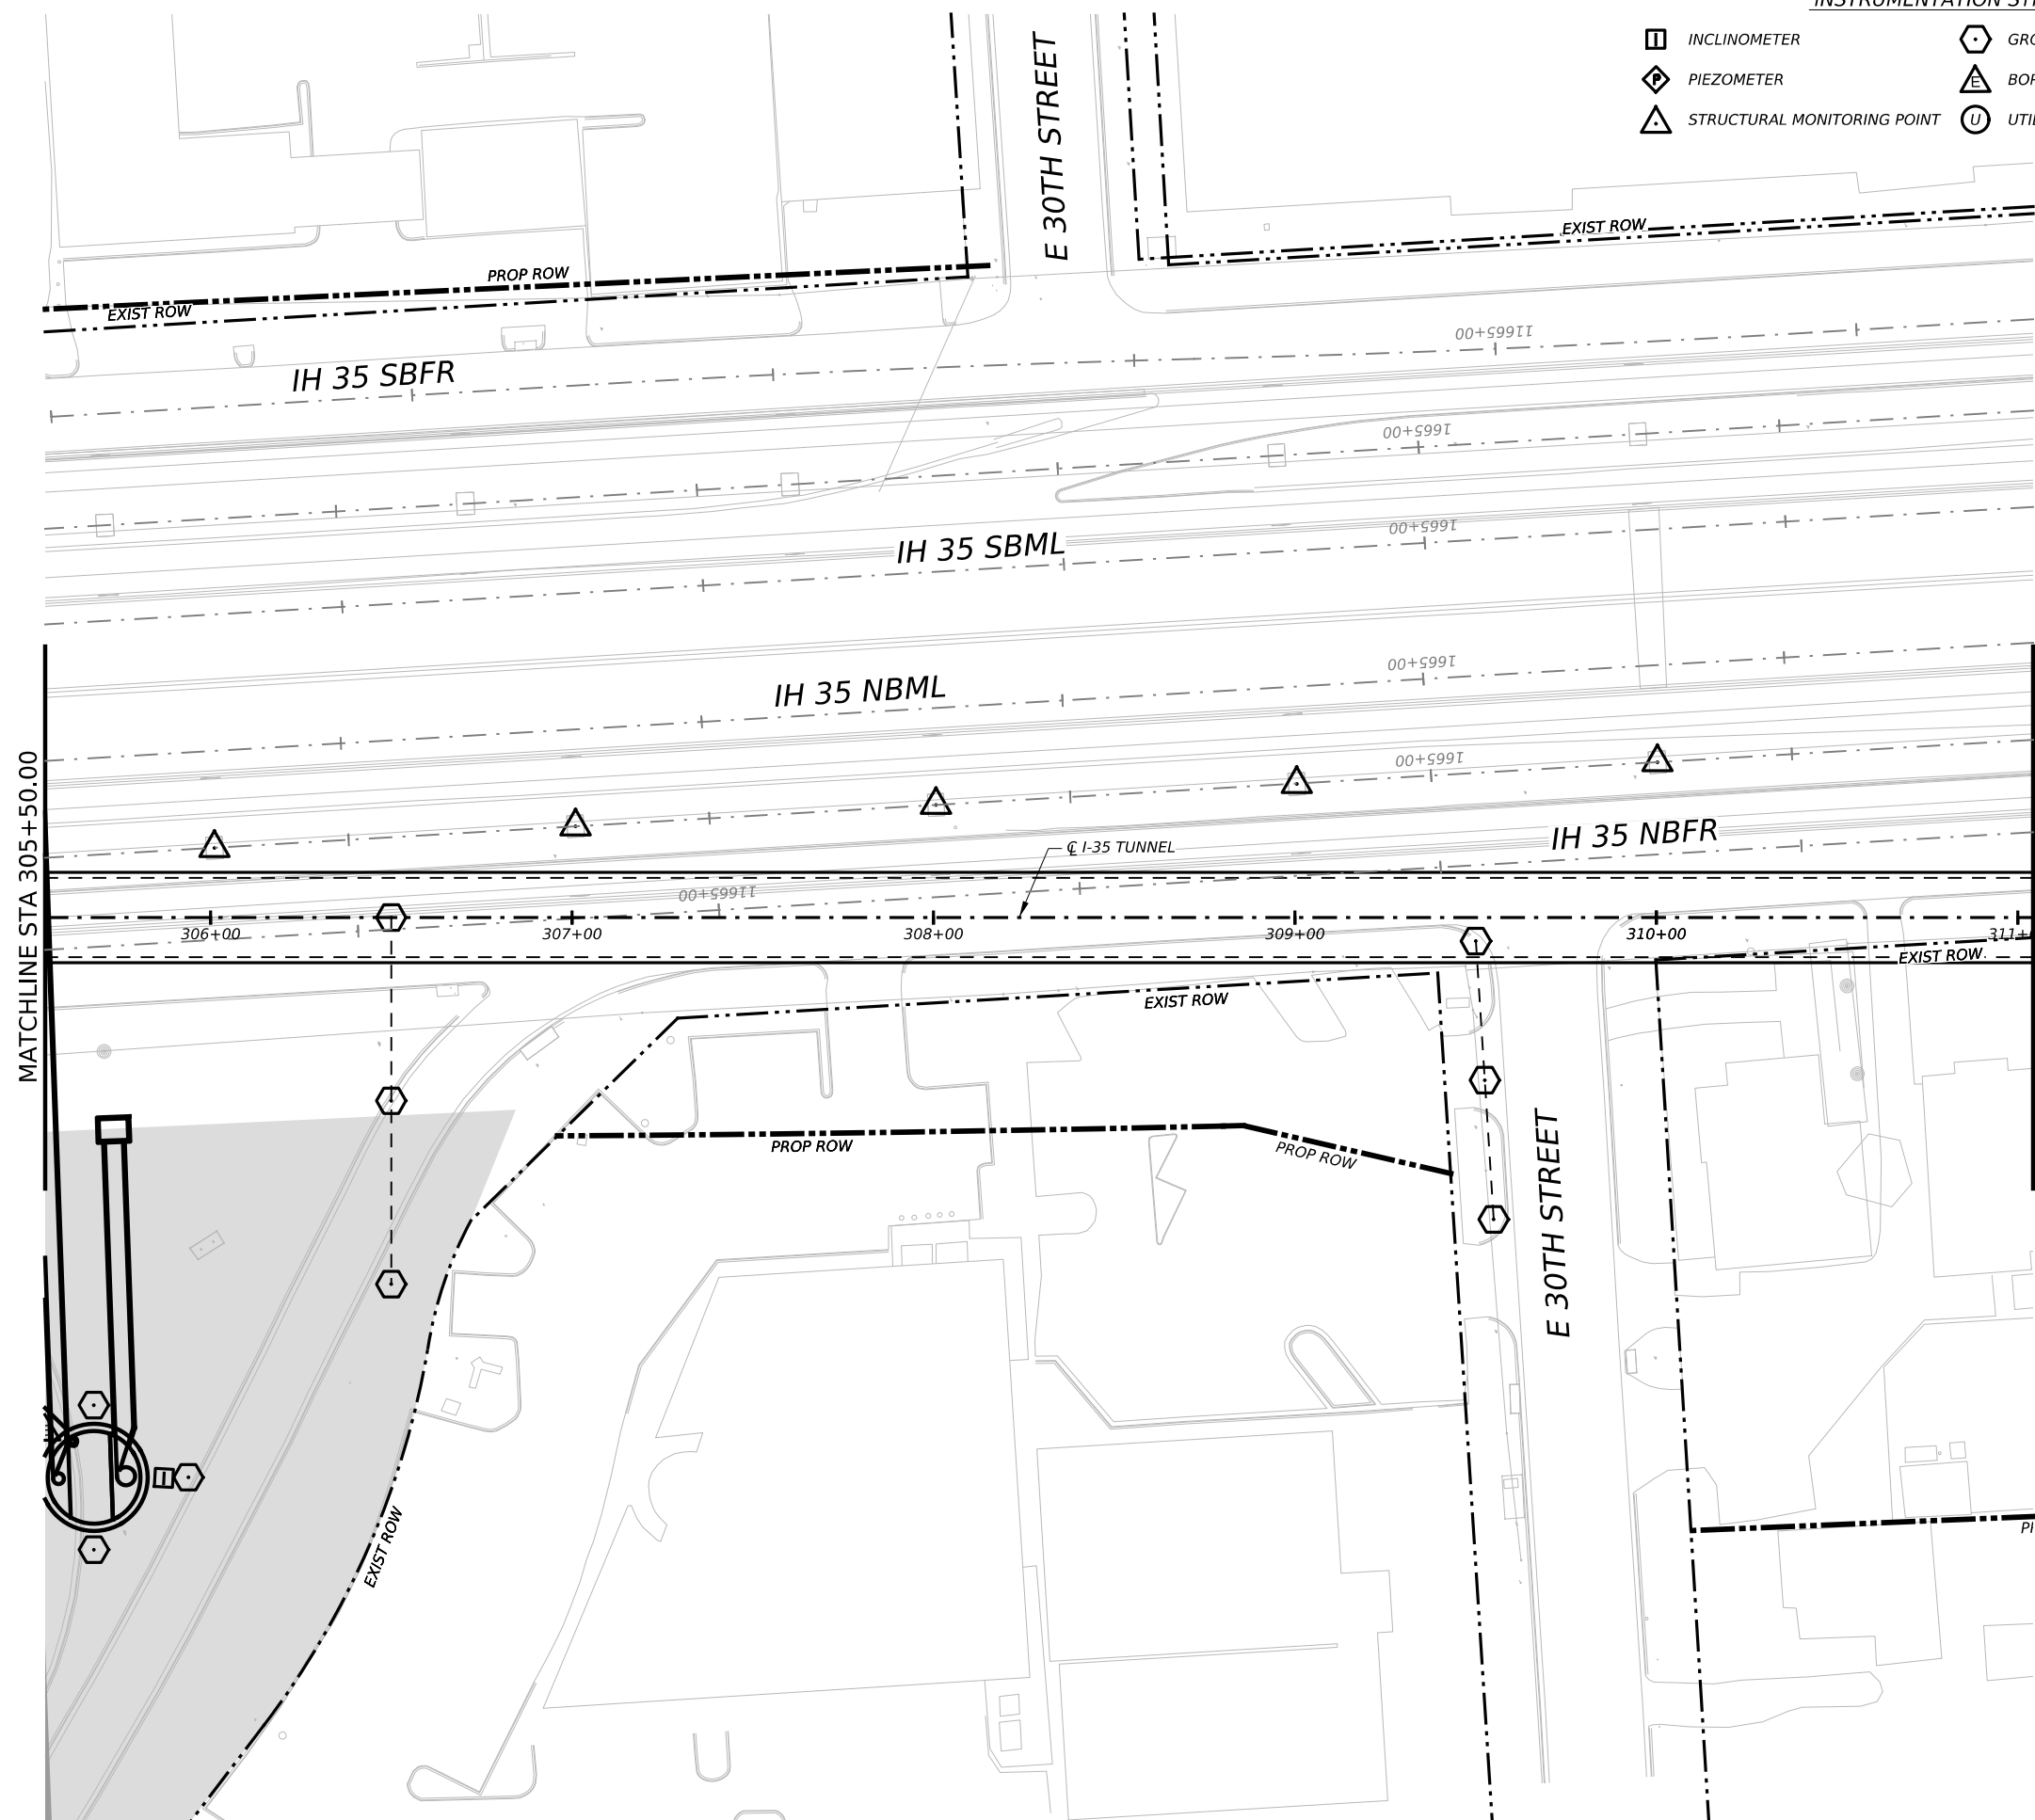 INCLINOMETER
PIEZOMETER
P
E
STRUCTURAL MONITORING POINT
U
E 30TH STREET
EXIST ROW
PROP ROW
EXIST ROW
11665+00
IH 35 SBFR
1665+00
1665+00
IH 35 SBML
1665+00
IH 35 NBML
1665+00
IH 35 NBFR
℄ I-35 TUNNEL
11665+00
MATCHLINE STA 305+50.00
306+00
307+00
308+00
309+00
310+00
EXIST ROW
EXIST ROW
PROP ROW
PROP ROW
E 30TH STREET
EXIST ROW